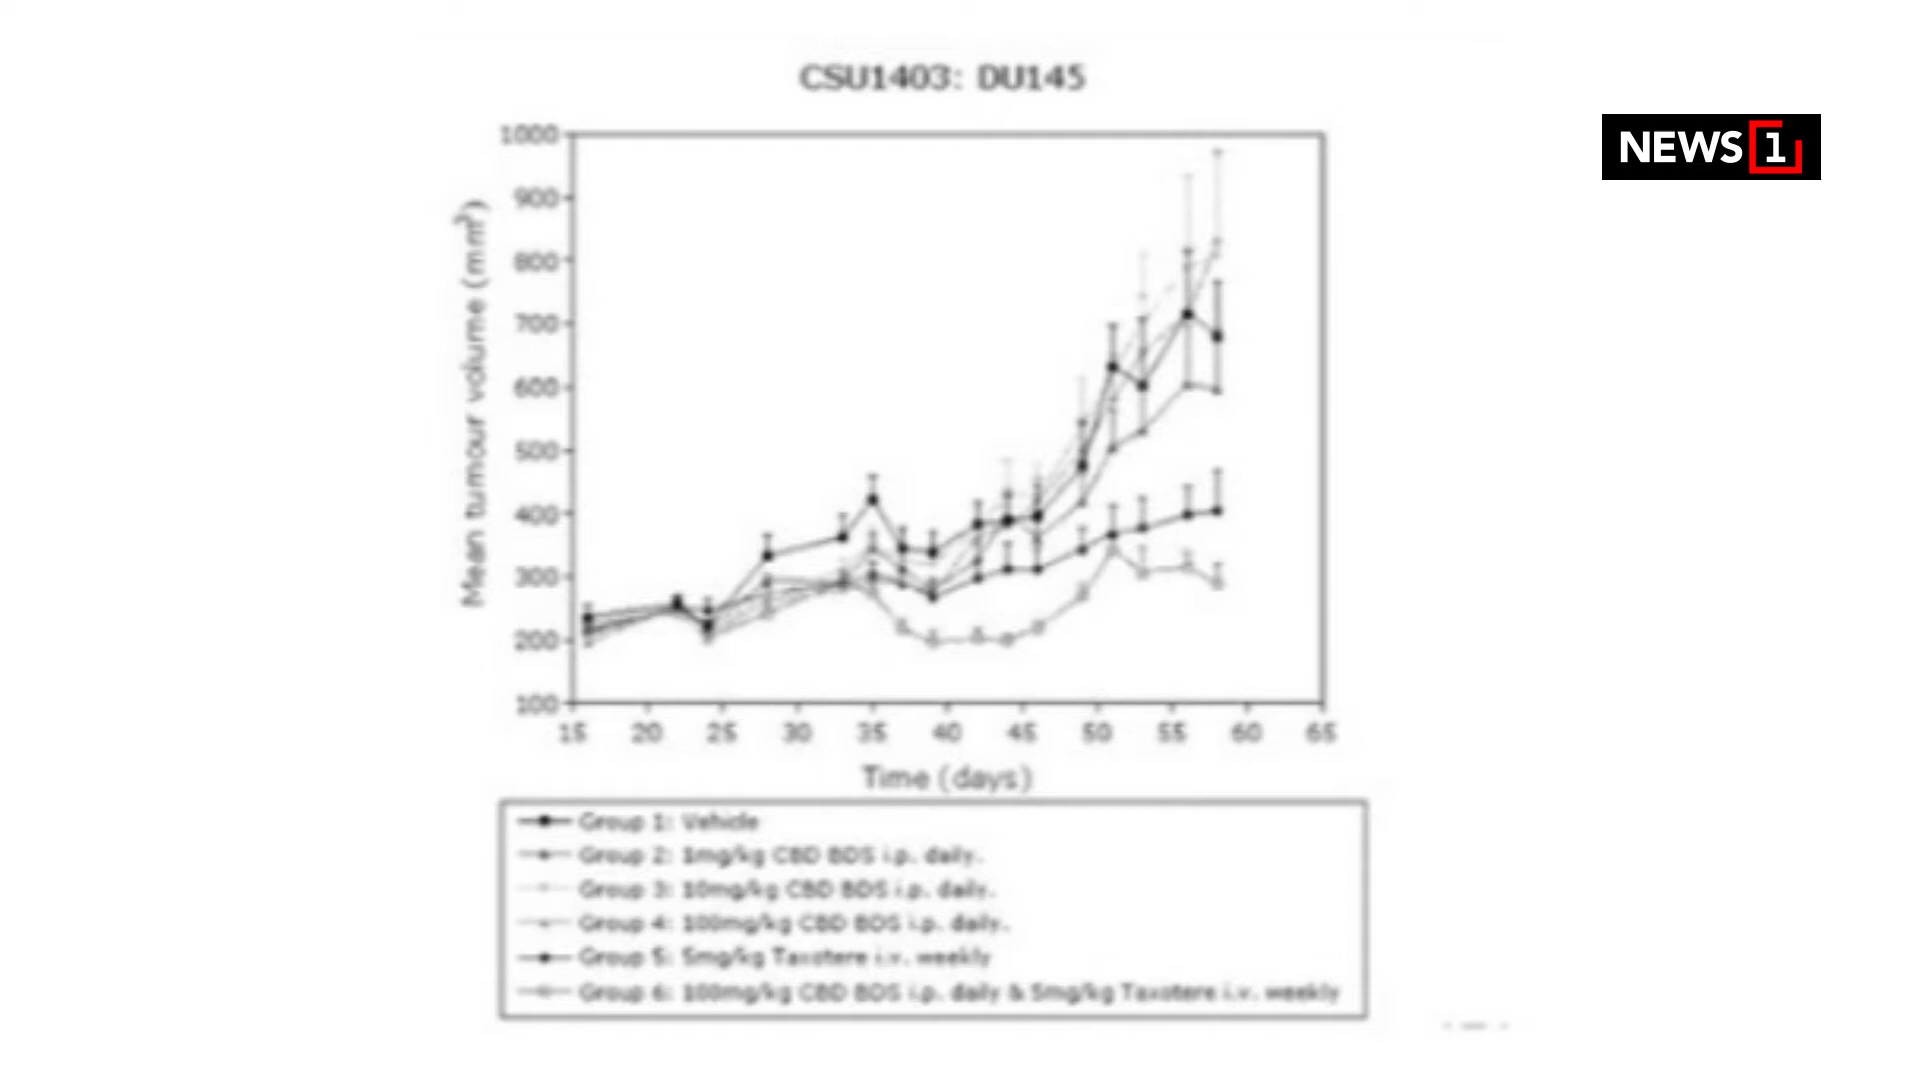 CSU1403: DU145
NEWS 1
1000
900
800
700
600
500
400
300
200
100
Mean tumour volume (mm³)
15 20 25 30 35 40 45 50 55 60 65
Time (days)
Group 1: Vehicle
Group 2: 1mg/kg CBD BDS i.p. daily.
Group 3: 10mg/kg CBD BDS i.p. daily.
Group 4: 100mg/kg CBD BDS i.p. daily.
Group 5: 5mg/kg Taxotere i.v. weekly
Group 6: 100mg/kg CBD BDS i.p. daily & 5mg/kg Taxotere i.v. weekly